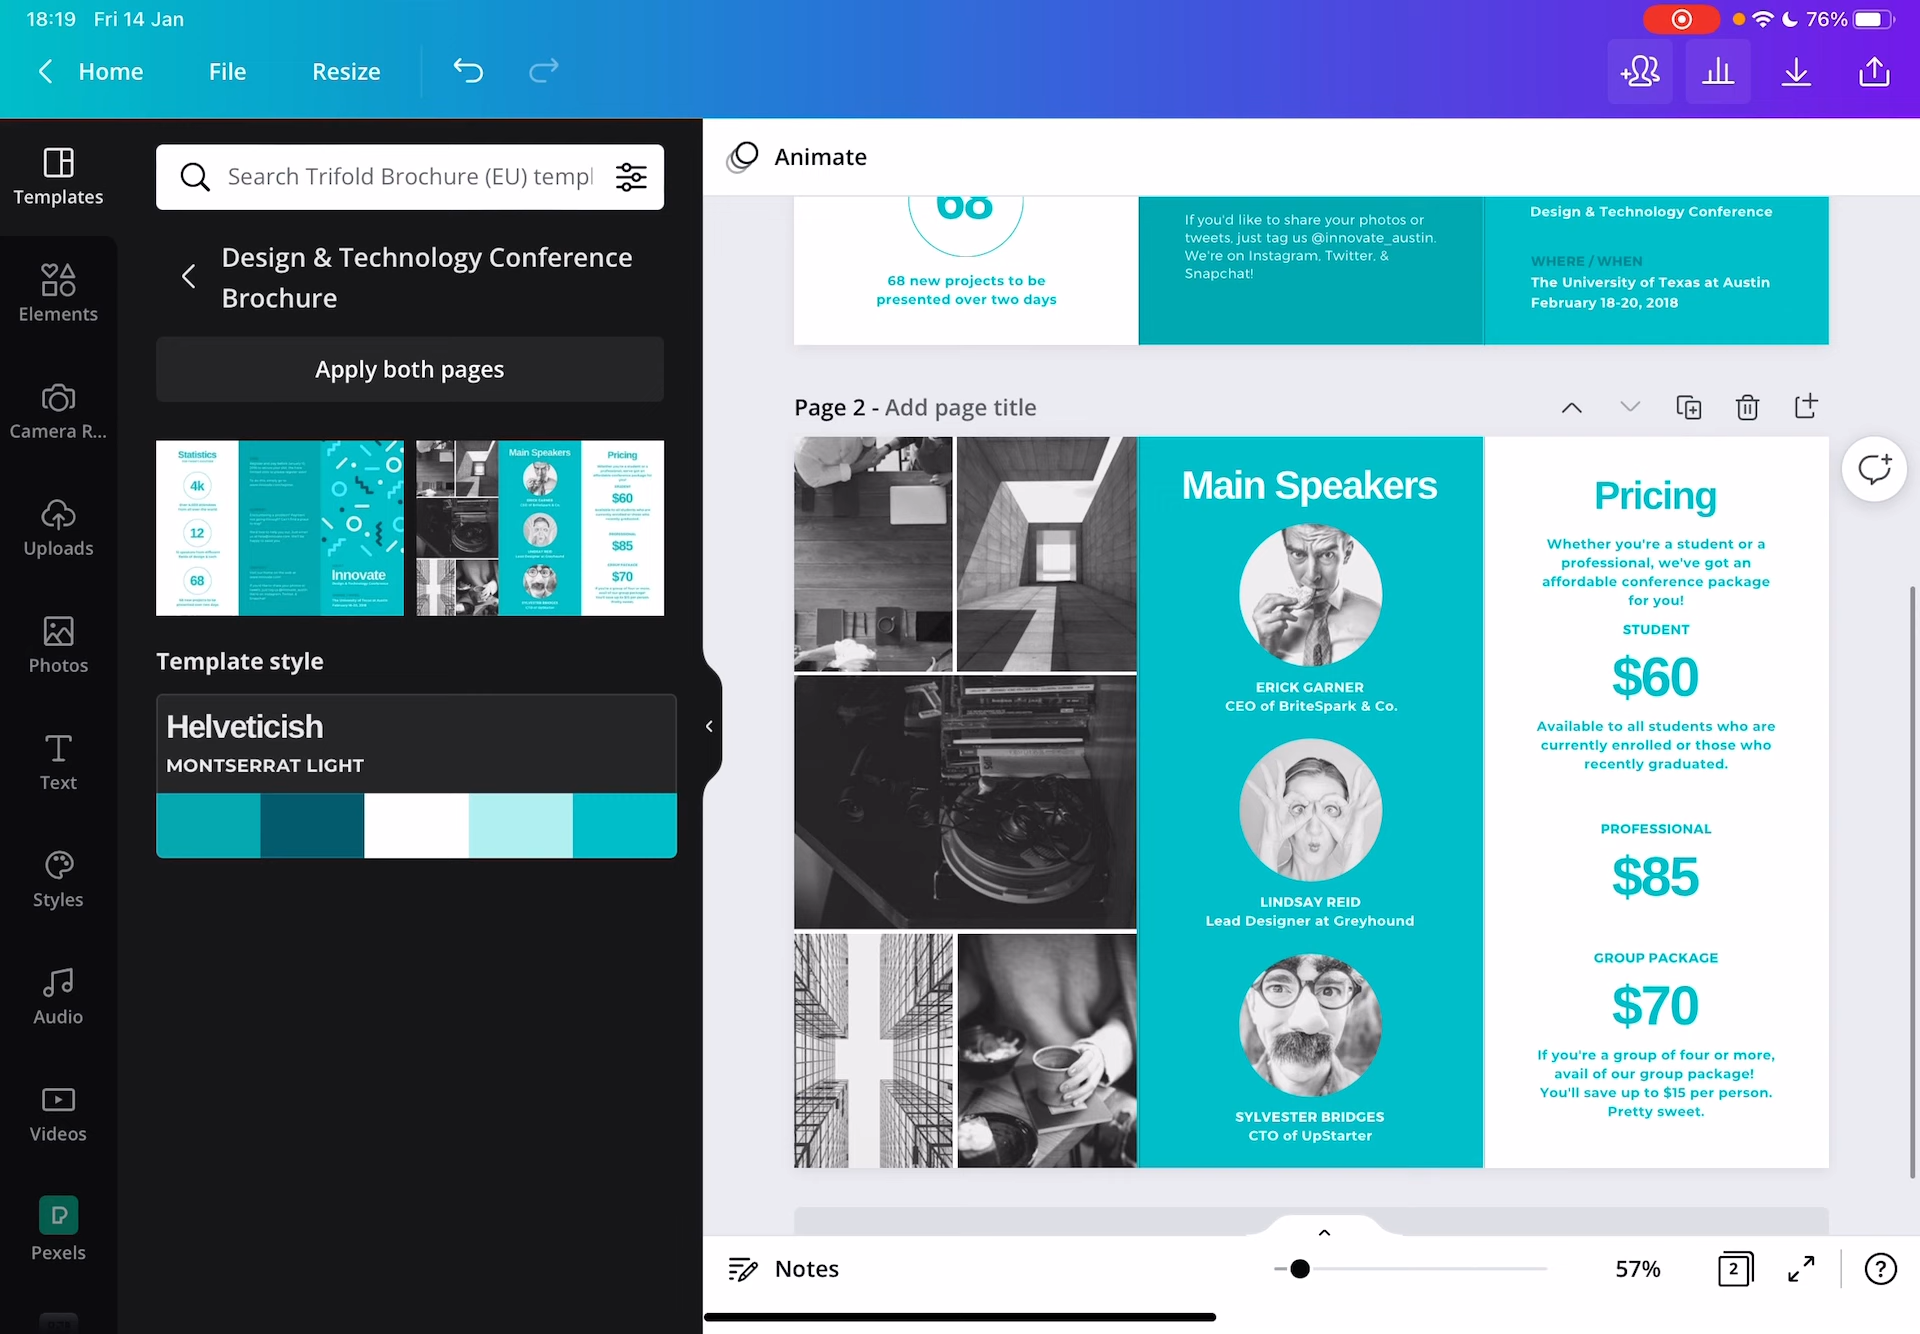 18:19 Fri 14 Jan
76%
Home File Resize
Templates
Elements
Camera R...
Uploads
Photos
Text
Styles
Audio
Videos
Pexels
Search Trifold Brochure (EU) templ
Design & Technology Conference
Brochure
Apply both pages
Statistics
4k
12
68
Innovate
Main Speakers
Pricing
$60
$85
$70
Template style
Helveticish
MONTSERRAT LIGHT
Animate
68
68 new projects to be
presented over two days
If you'd like to share your photos or
tweets, just tag us @innovate_austin.
We're on Instagram, Twitter, &
Snapchat!
Design & Technology Conference
WHERE / WHEN
The University of Texas at Austin
February 18-20, 2018
Page 2 - Add page title
Main Speakers
ERICK GARNER
CEO of BriteSpark & Co.
LINDSAY REID
Lead Designer at Greyhound
SYLVESTER BRIDGES
CTO of UpStarter
Pricing
Whether you're a student or a
professional, we've got an
affordable conference package
for you!
STUDENT
$60
Available to all students who are
currently enrolled or those who
recently graduated.
PROFESSIONAL
$85
GROUP PACKAGE
$70
If you're a group of four or more,
avail of our group package!
You'll save up to $15 per person.
Pretty sweet.
Notes
57%
2
?